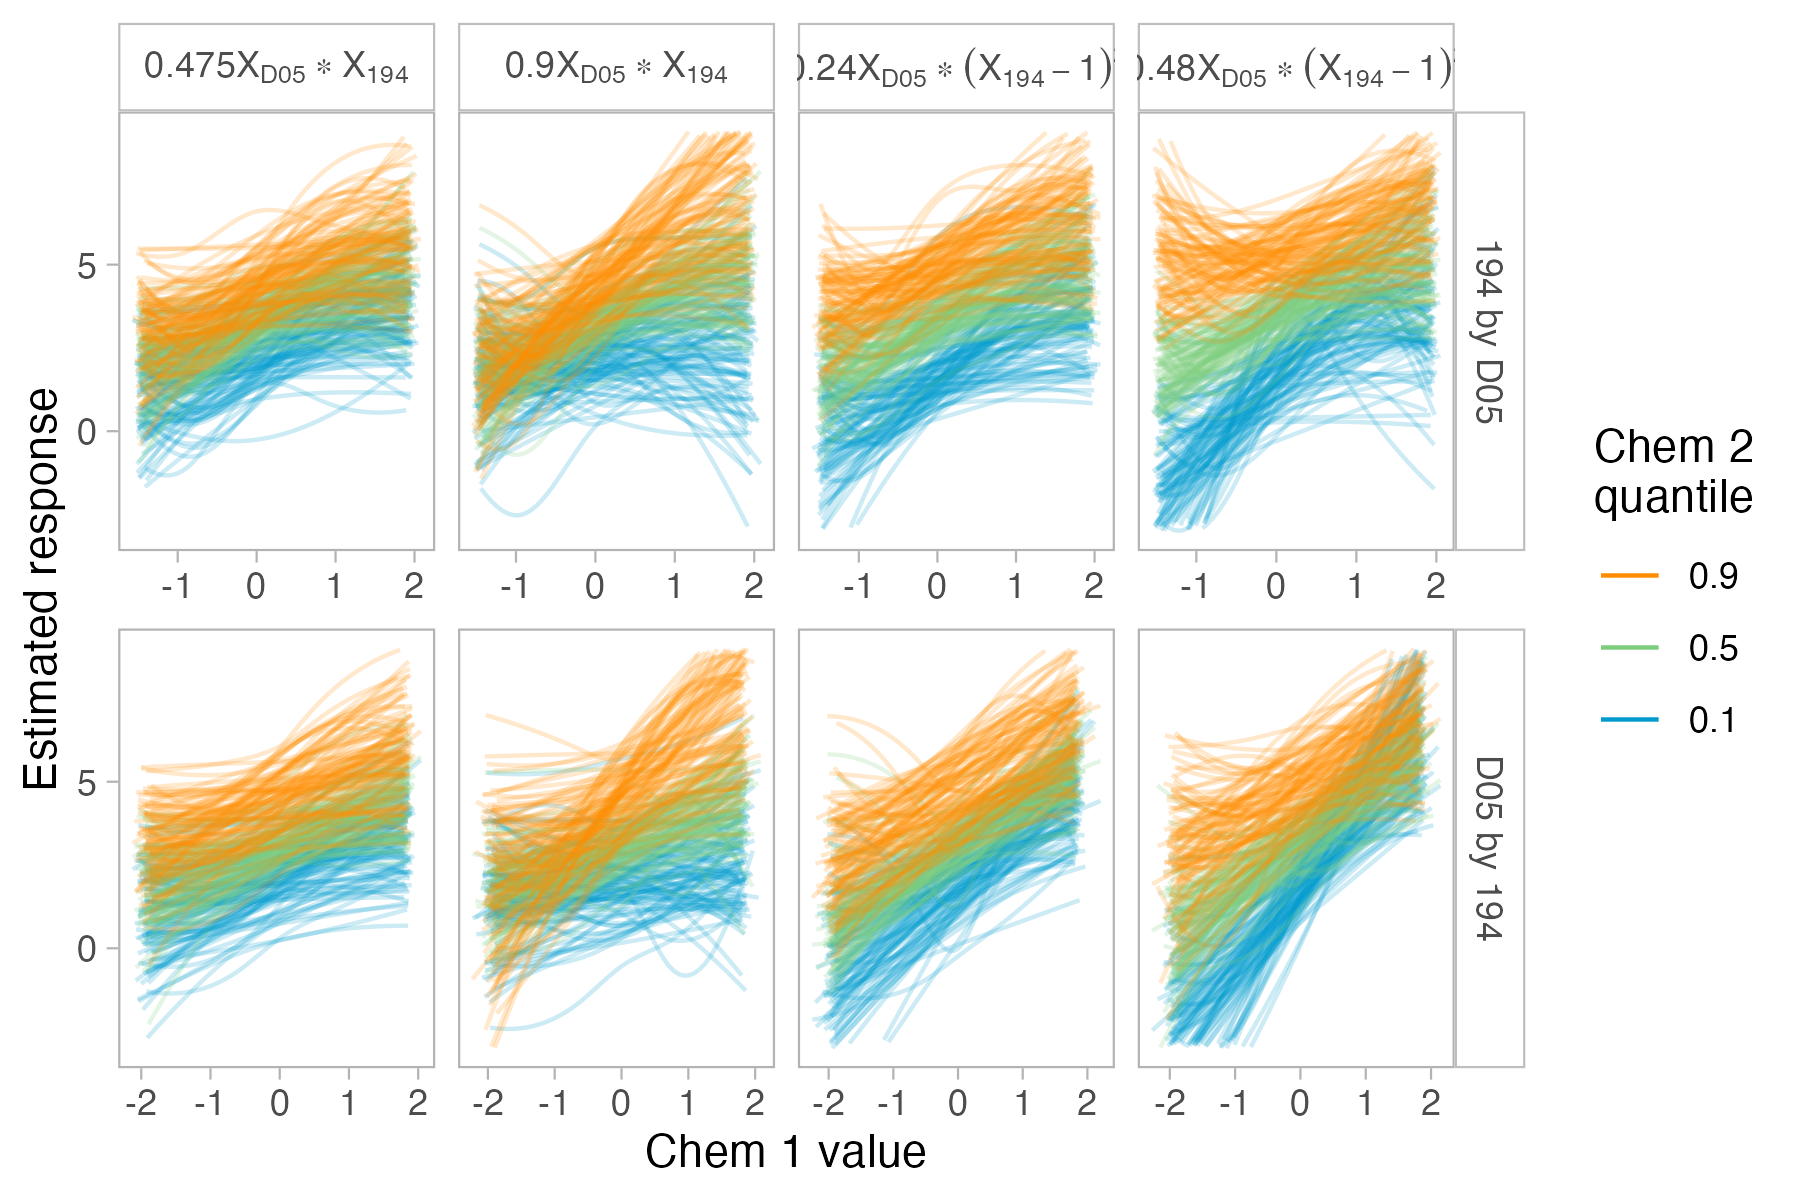 0.475X_D05 * X_194
0.9X_D05 * X_194
0.24X_D05 * (X_194 – 1)
0.48X_D05 * (X_194 – 1)
5
0
194 by D05
-1 0 1 2
-1 0 1 2
-1 0 1 2
-1 0 1 2
Estimated response
5
0
D05 by 194
-2 -1 0 1 2
-2 -1 0 1 2
-2 -1 0 1 2
-2 -1 0 1 2
Chem 1 value
Chem 2
quantile
0.9
0.5
0.1